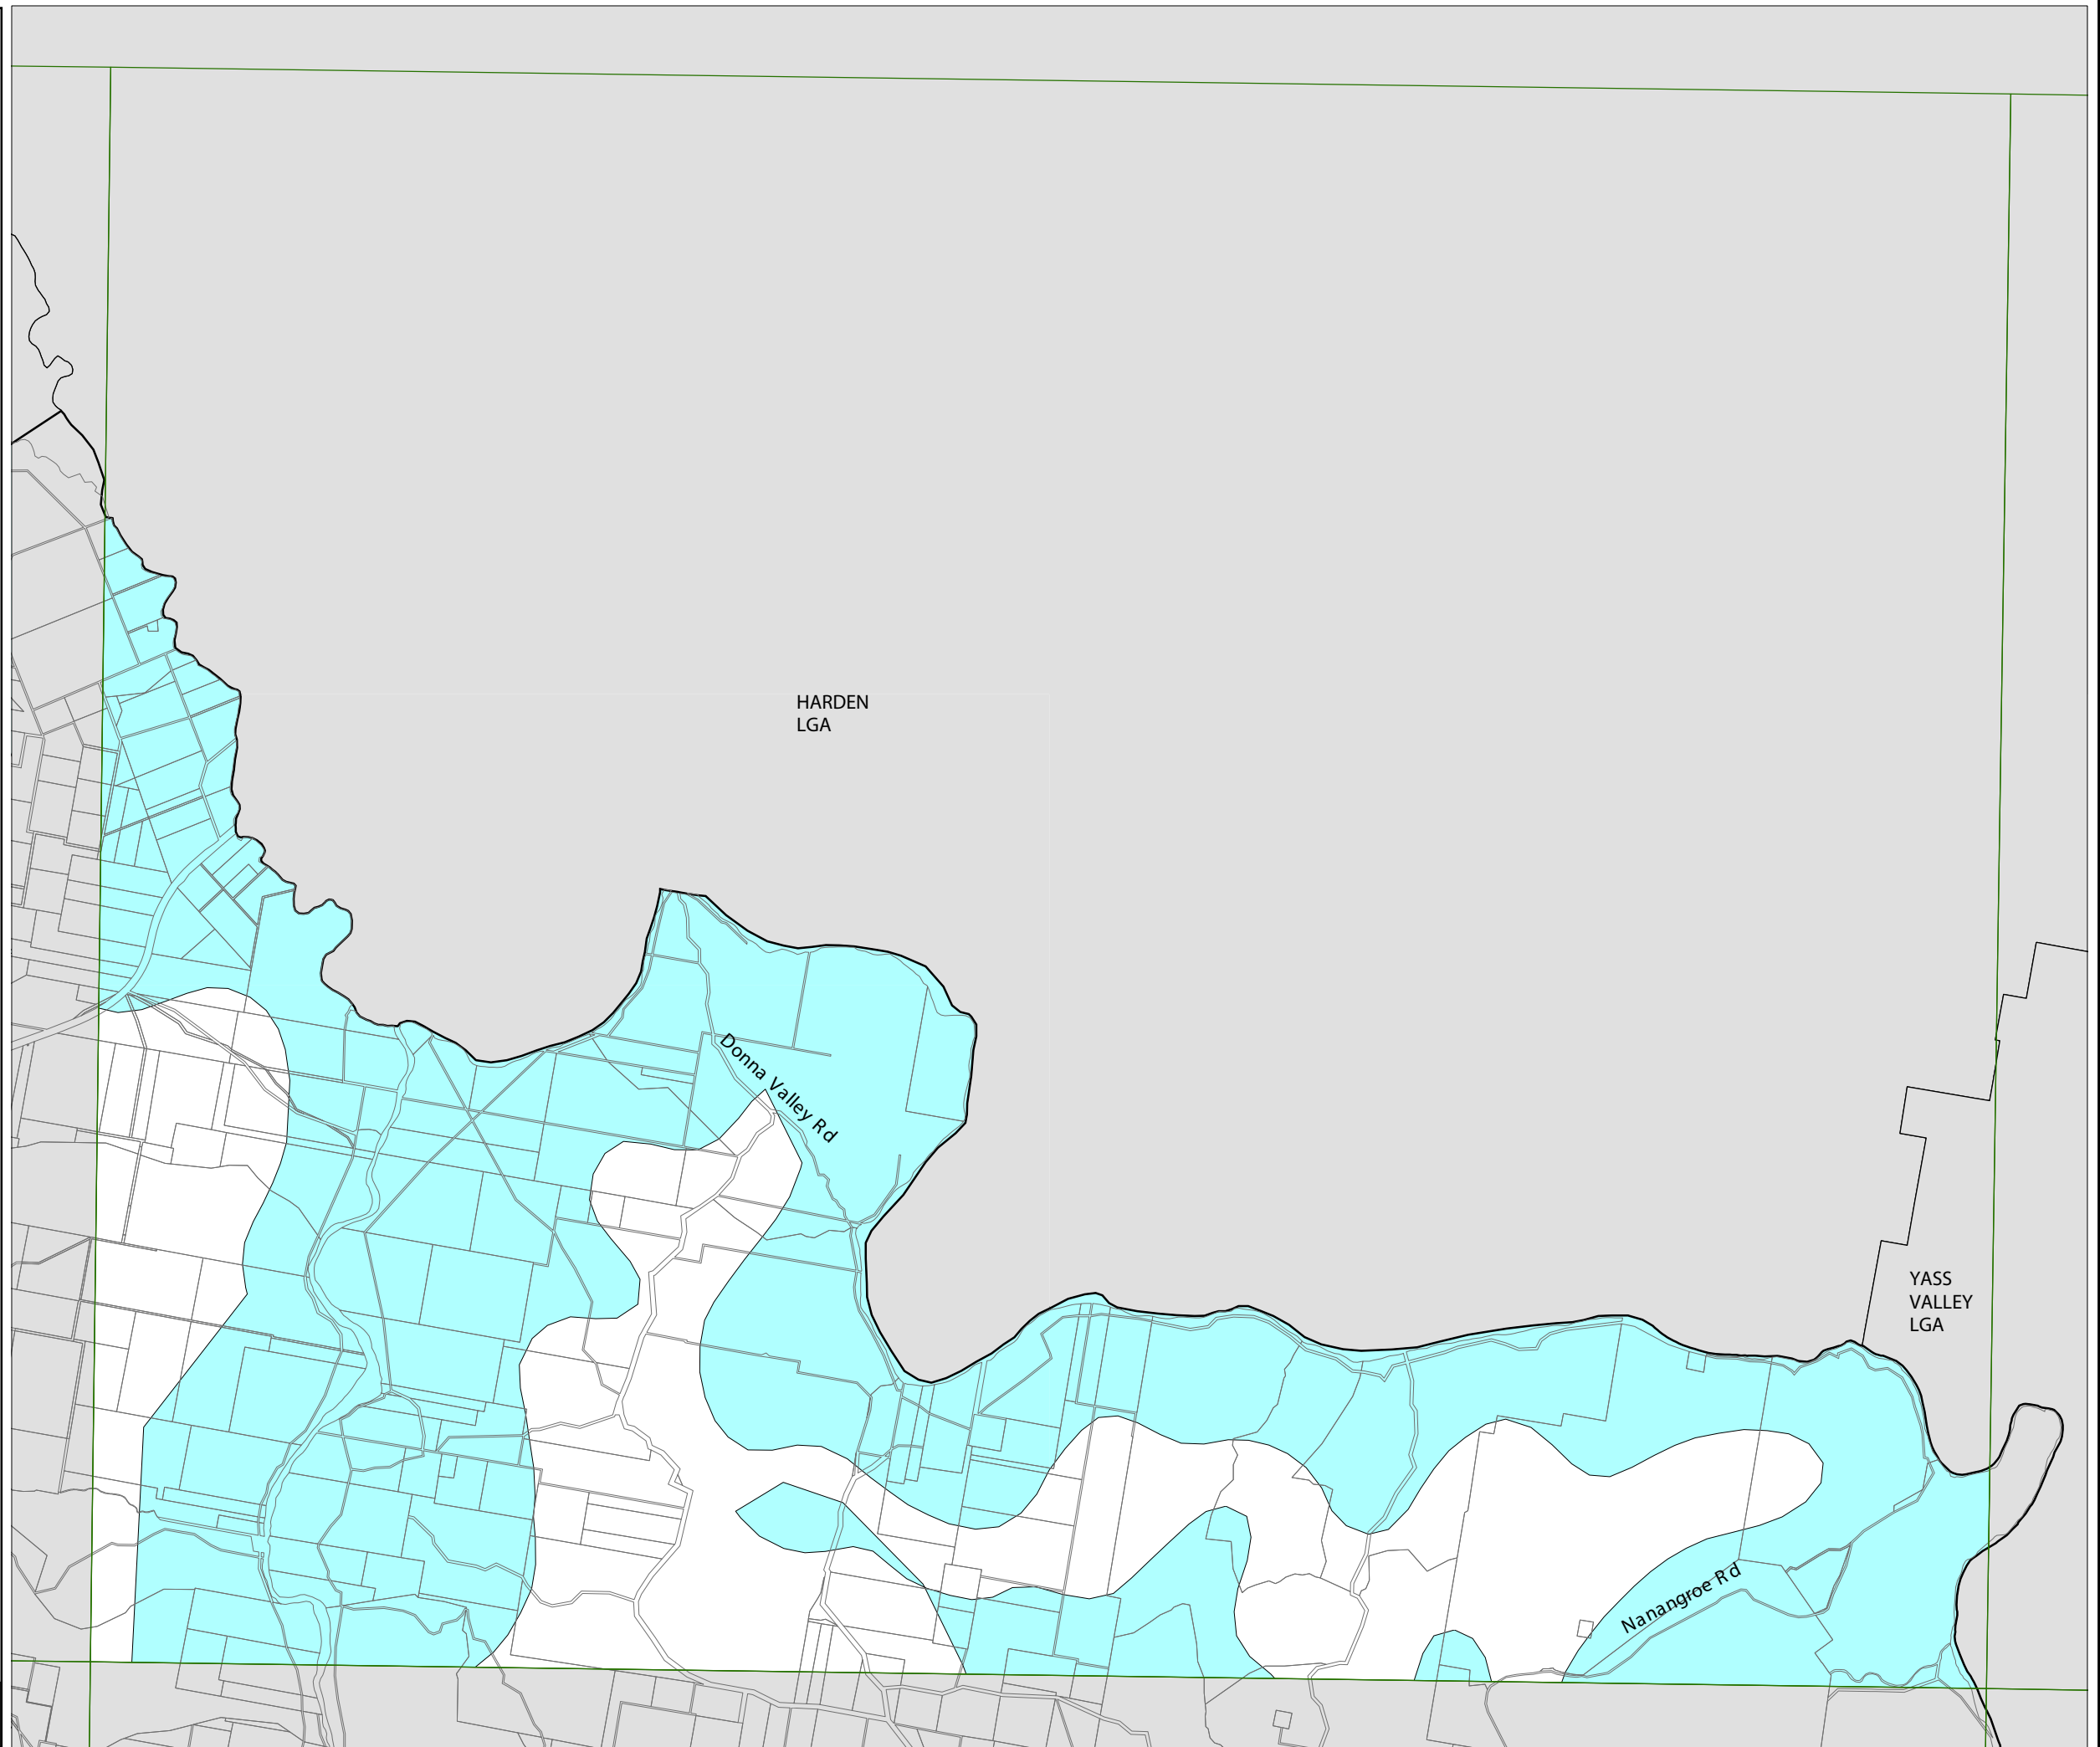 HARDEN
LGA
Donna Valley Rd
YASS
VALLEY
LGA
Nanangroe Rd